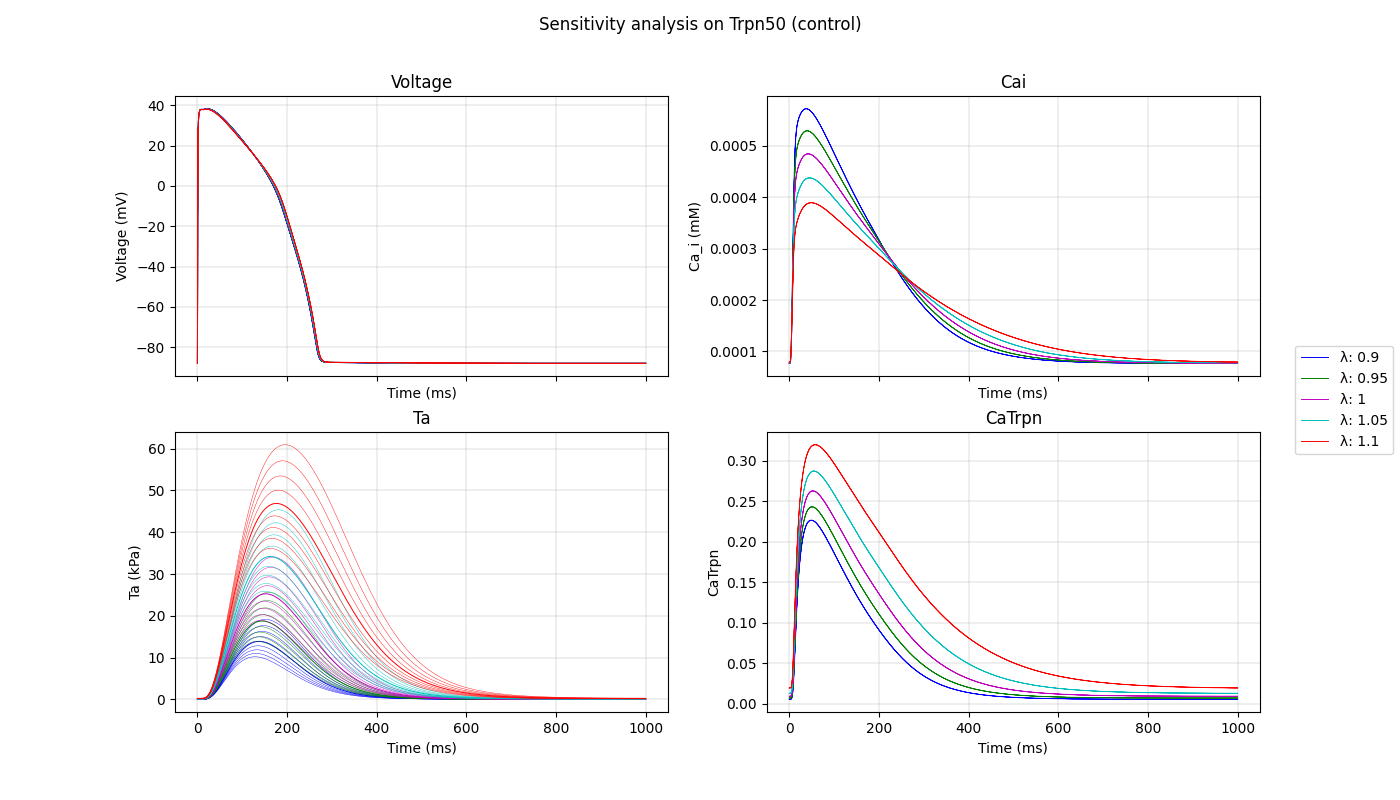 Sensitivity analysis on Trpn50 (control)
Voltage
40
20
0
−20
−40
−60
−80
Voltage (mV)
Time (ms)
Cai
0.0005
0.0004
0.0003
0.0002
0.0001
Ca_i (mM)
Time (ms)
λ: 0.9
λ: 0.95
λ: 1
λ: 1.05
λ: 1.1
Ta
60
50
40
30
20
10
0
Ta (kPa)
0 200 400 600 800 1000
Time (ms)
CaTrpn
0.30
0.25
0.20
0.15
0.10
0.05
0.00
CaTrpn
0 200 400 600 800 1000
Time (ms)